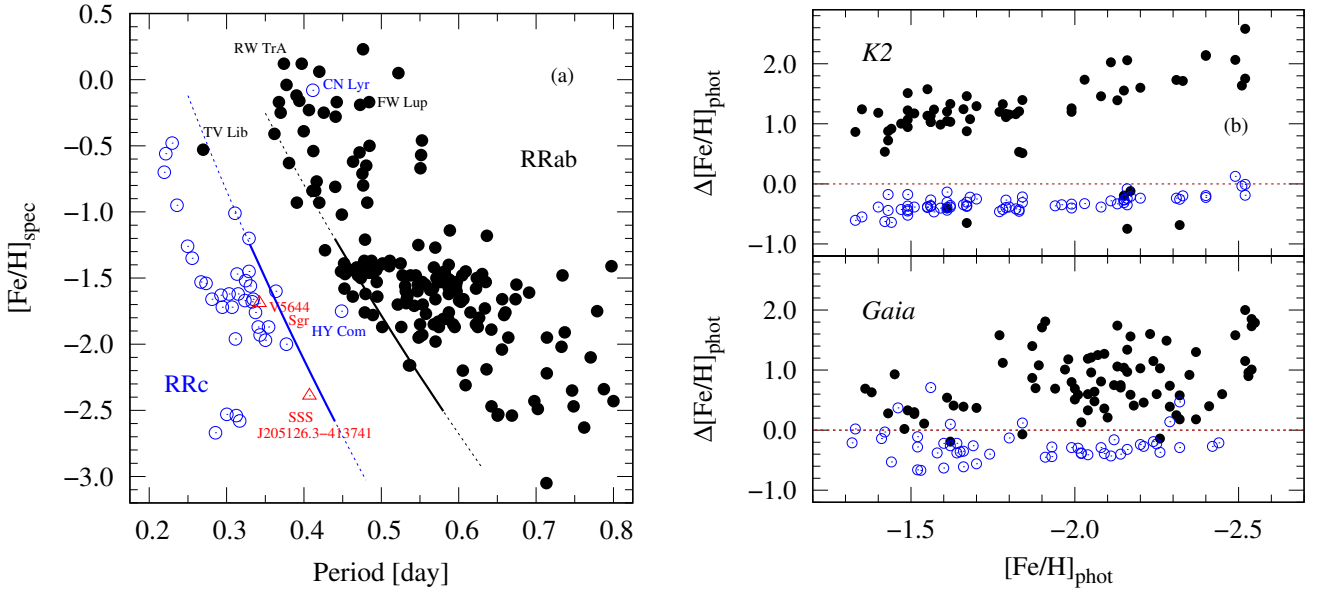 0.5
0.0
−0.5
−1.0
−1.5
−2.0
−2.5
−3.0
[Fe/H]spec
RW TrA
(a)
CN Lyr
FW Lup
TV Lib
RRab
V5644
Sgr
HY Com
RRc
SSS
J205126.3−413741
0.2
0.3
0.4
0.5
0.6
0.7
0.8
Period [day]
K2
2.0
1.0
0.0
−1.0
Δ[Fe/H]phot
(b)
Gaia
2.0
1.0
0.0
−1.0
Δ[Fe/H]phot
−1.5
−2.0
−2.5
[Fe/H]phot